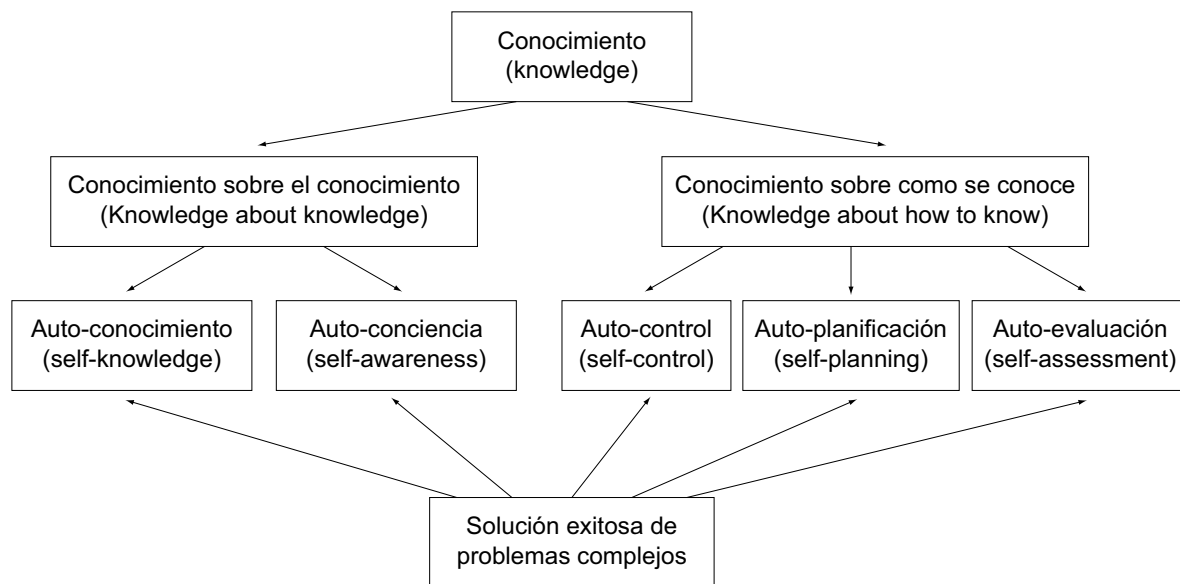 Conocimiento
(knowledge)
Conocimiento sobre el conocimiento
(Knowledge about knowledge)
Conocimiento sobre como se conoce
(Knowledge about how to know)
Auto-conocimiento
(self-knowledge)
Auto-conciencia
(self-awareness)
Auto-control
(self-control)
Auto-planificación
(self-planning)
Auto-evaluación
(self-assessment)
Solución exitosa de
problemas complejos